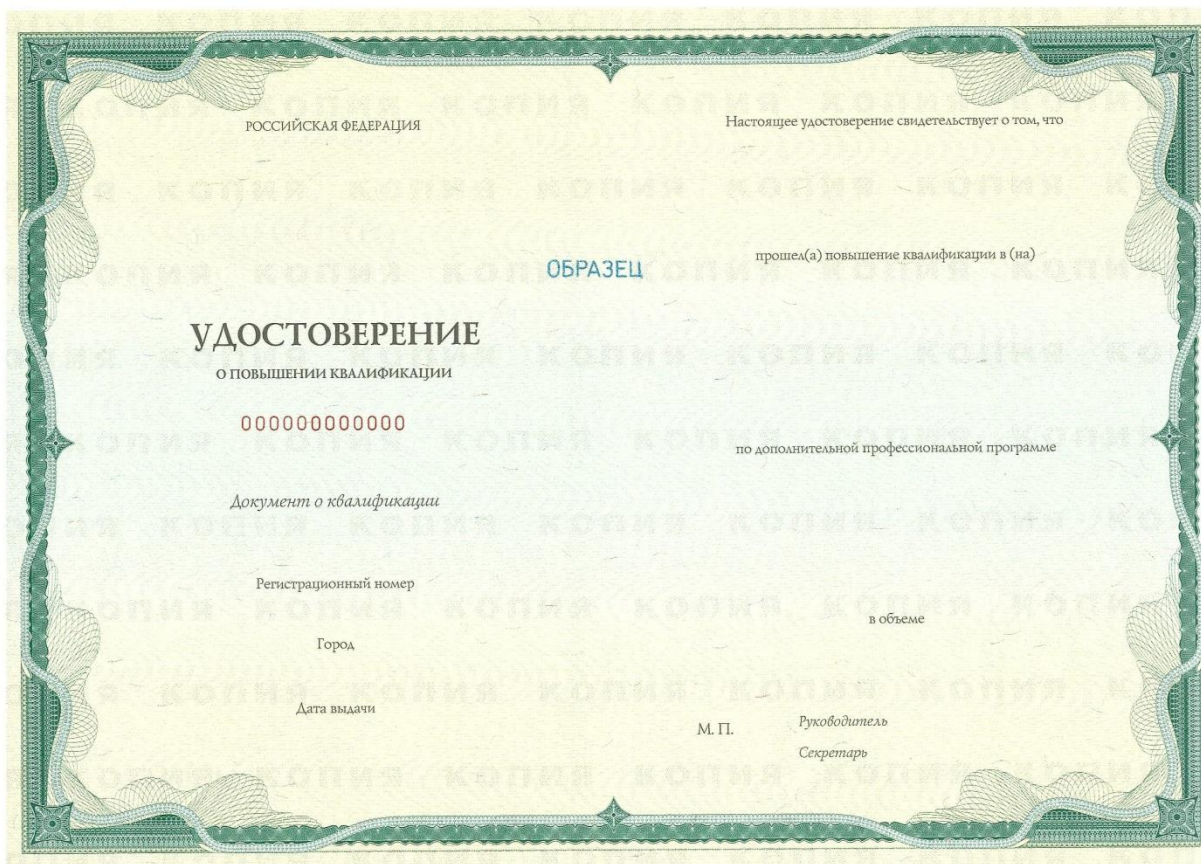 РОССИЙСКАЯ ФЕДЕРАЦИЯ
УДОСТОВЕРЕНИЕ
О ПОВЫШЕНИИ КВАЛИФИКАЦИИ
000000000000
Документ о квалификации
Регистрационный номер
Город
Дата выдачи
ОБРАЗЕЦ
Настоящее удостоверение свидетельствует о том, что
прошел(а) повышение квалификации в (на)
по дополнительной профессиональной программе
в объеме
М. П.
Руководитель
Секретарь
КОПИЯ